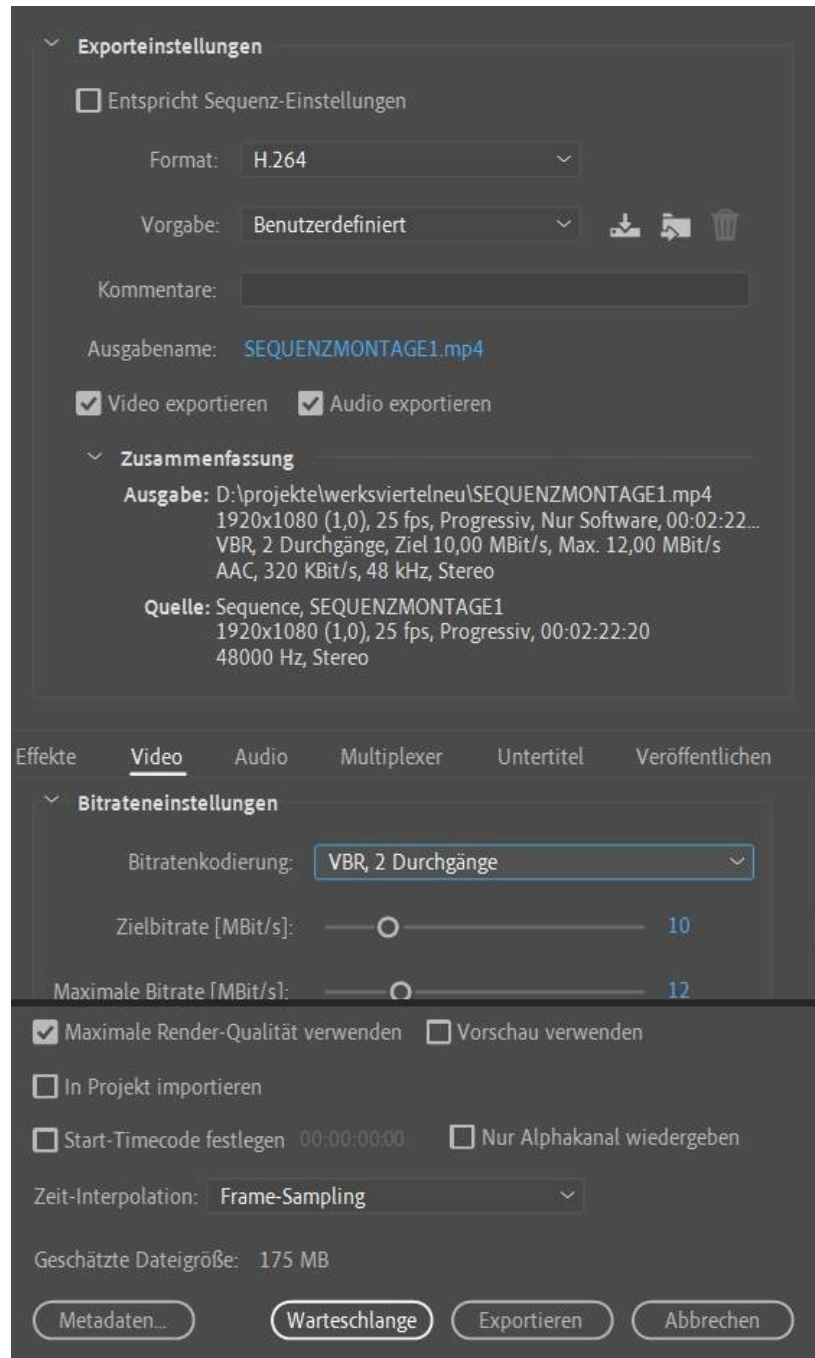 Exporteinstellungen
Entspricht Sequenz-Einstellungen
Format: H.264
Vorgabe: Benutzerdefiniert
Kommentare:
Ausgabename: SEQUENZMONTAGE1.mp4
Video exportieren Audio exportieren
Zusammenfassung
Ausgabe: D:\projekte\werksviertelneu\SEQUENZMONTAGE1.mp4
1920x1080 (1,0), 25 fps, Progressiv, Nur Software, 00:02:22...
VBR, 2 Durchgänge, Ziel 10,00 MBit/s, Max. 12,00 MBit/s
AAC, 320 KBit/s, 48 kHz, Stereo
Quelle: Sequence, SEQUENZMONTAGE1
1920x1080 (1,0), 25 fps, Progressiv, 00:02:22:20
48000 Hz, Stereo
Effekte Video Audio Multiplexer Untertitel Veröffentlichen
Bitrateneinstellungen
Bitratenkodierung: VBR, 2 Durchgänge
Zielbitrate [MBit/s]: 10
Maximale Bitrate [MBit/s]: 12
Maximale Render-Qualität verwenden Vorschau verwenden
In Projekt importieren
Start-Timecode festlegen 00:00:00:00 Nur Alphakanal wiedergeben
Zeit-Interpolation: Frame-Sampling
Geschätzte Dateigröße: 175 MB
Metadaten... Warteschlange Exportieren Abbrechen